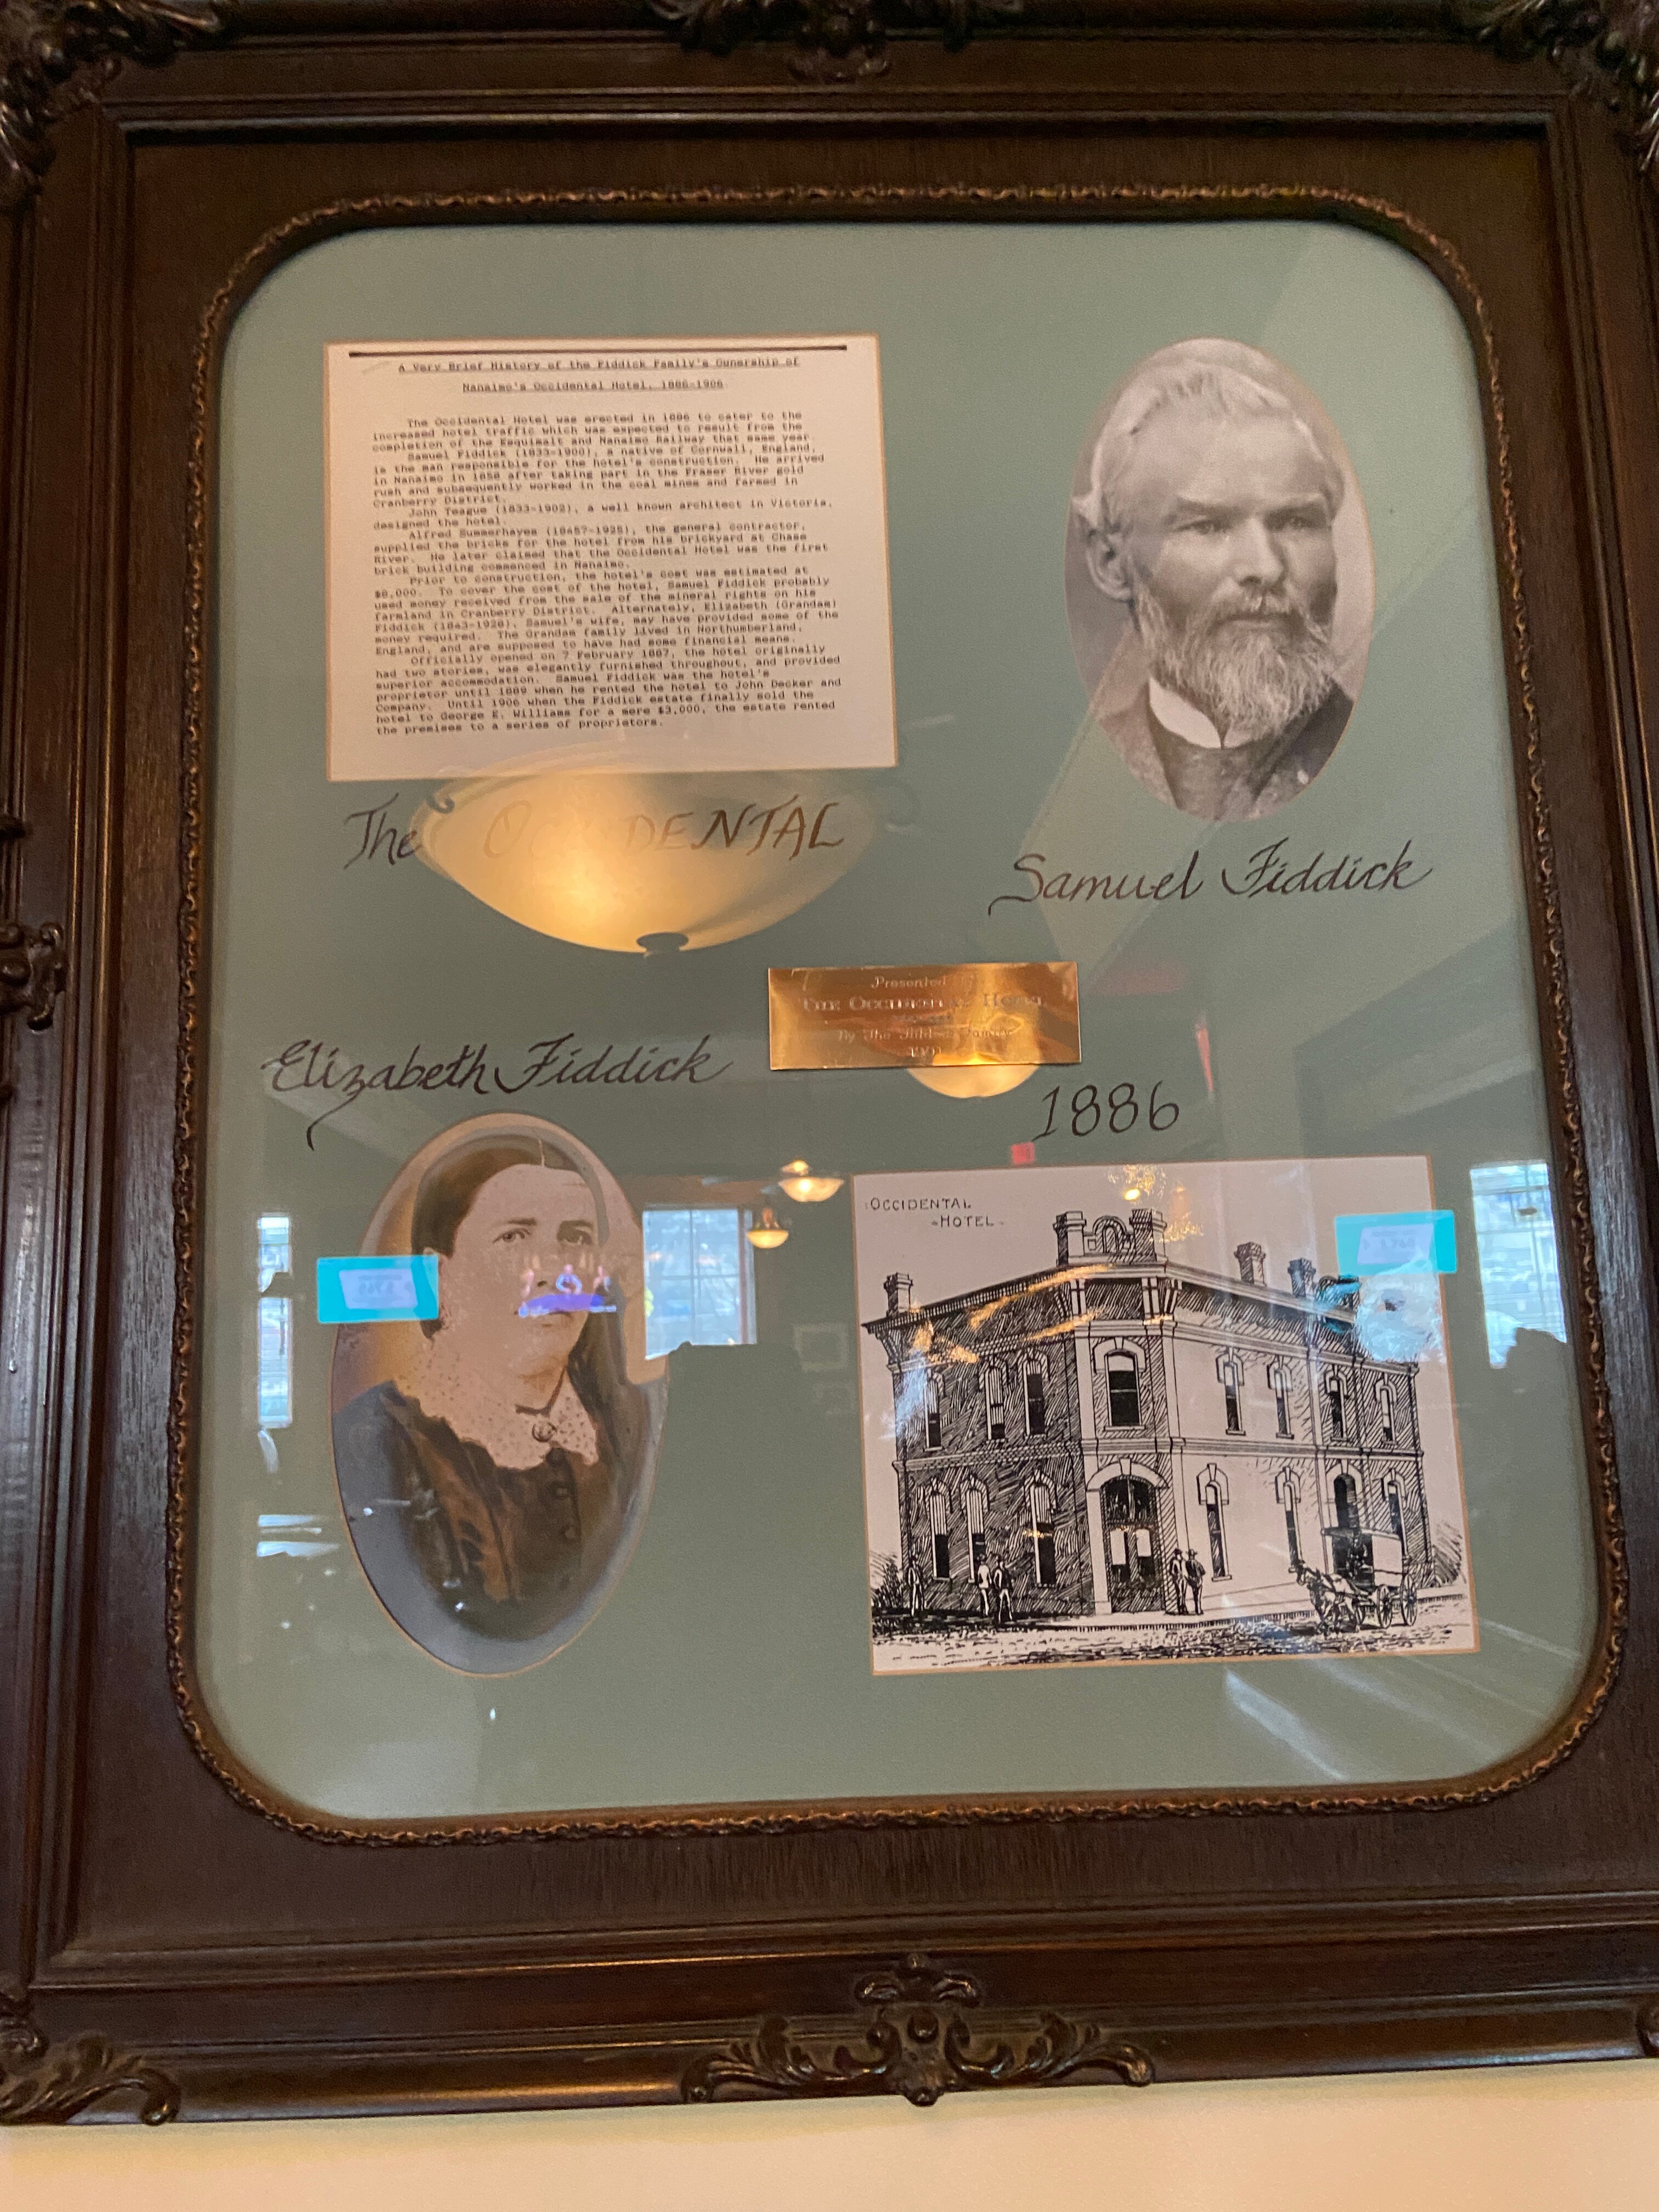 A Very Brief History of the Fiddick Family's Ownership of
Nanaimo's Occidental Hotel, 1886-1906
The Occidental Hotel was erected in 1886 to cater to the
increased hotel traffic which was expected to result from the
completion of the Esquimalt and Nanaimo Railway that same year.
Samuel Fiddick (1833-1900), a native of Cornwall, England,
is the man responsible for the hotel's construction. He arrived
in Nanaimo in 1858 after taking part in the Fraser River gold
rush and subsequently worked in the coal mines and farmed in
Cranberry District.
John Teague (1833-1902), a well known architect in Victoria,
designed the hotel.
Alfred Summerhayes (1845?-1925), the general contractor,
supplied the bricks for the hotel from his brickyard at Chase
River. He later claimed that the Occidental Hotel was the first
brick building commenced in Nanaimo.
Prior to construction, the hotel's cost was estimated at
$8,000. To cover the cost of the hotel, Samuel Fiddick probably
used money received from the sale of the mineral rights on his
farmland in Cranberry District. Alternately, Elizabeth (Grandam)
Fiddick (1843-1928), Samuel's wife, may have provided some of the
money required. The Grandam family lived in Northumberland,
England, and are supposed to have had some financial means.
Officially opened on 7 February 1887, the hotel originally
had two stories, was elegantly furnished throughout, and provided
superior accommodation. Samuel Fiddick was the hotel's
proprietor until 1889 when he rented the hotel to John Decker and
Company. Until 1906 when the Fiddick estate finally sold the
hotel to George E. Williams for a mere $3,000, the estate rented
the premises to a series of proprietors.
The OCCIDENTAL
Samuel Fiddick
Presented
THE OCCIDENTAL HOTEL
By The Fiddick Family
Elizabeth Fiddick
1886
OCCIDENTAL
-HOTEL-